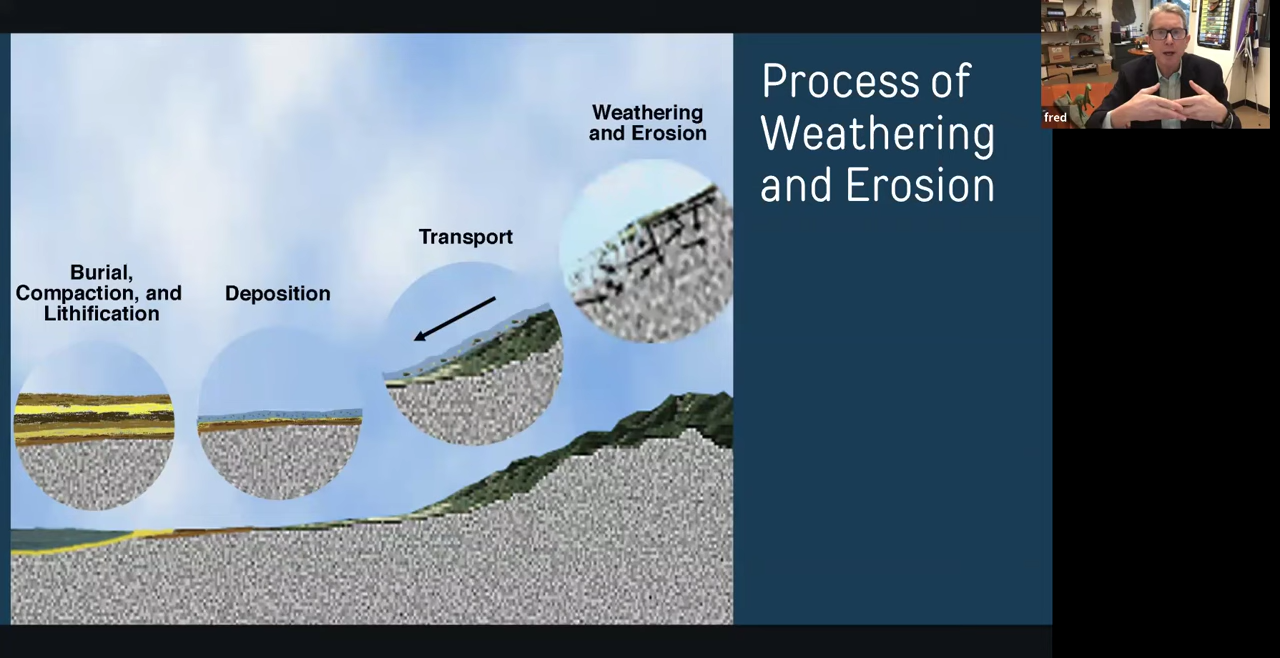 Process of
Weathering
and Erosion
Weathering
and Erosion
Transport
Deposition
Burial,
Compaction, and
Lithification
fred